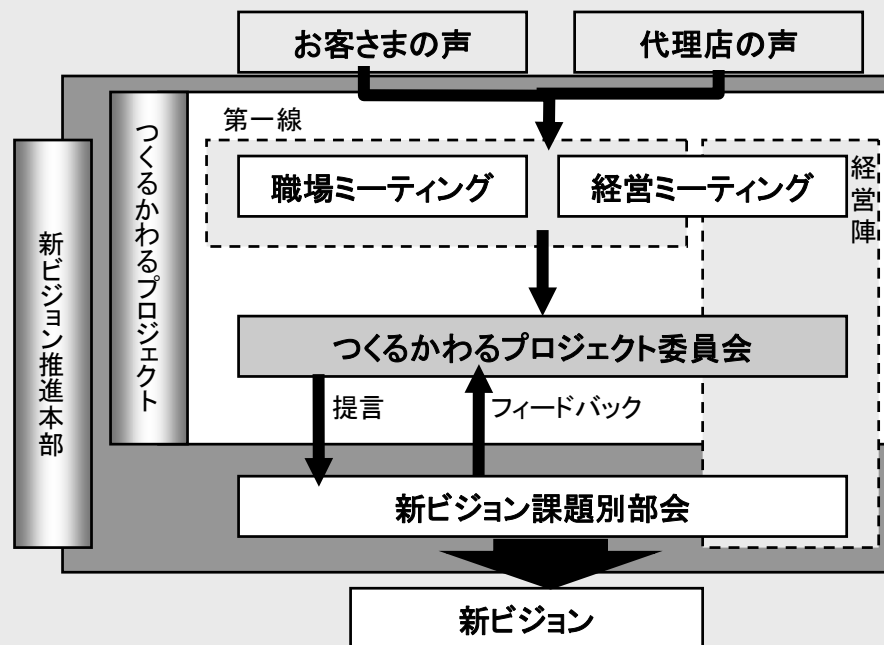 お客さまの声
代理店の声
つくるかわるプロジェクト
第一線
職場ミーティング
経営ミーティング
経営陣
新ビジョン推進本部
つくるかわるプロジェクト委員会
提言
フィードバック
新ビジョン課題別部会
新ビジョン